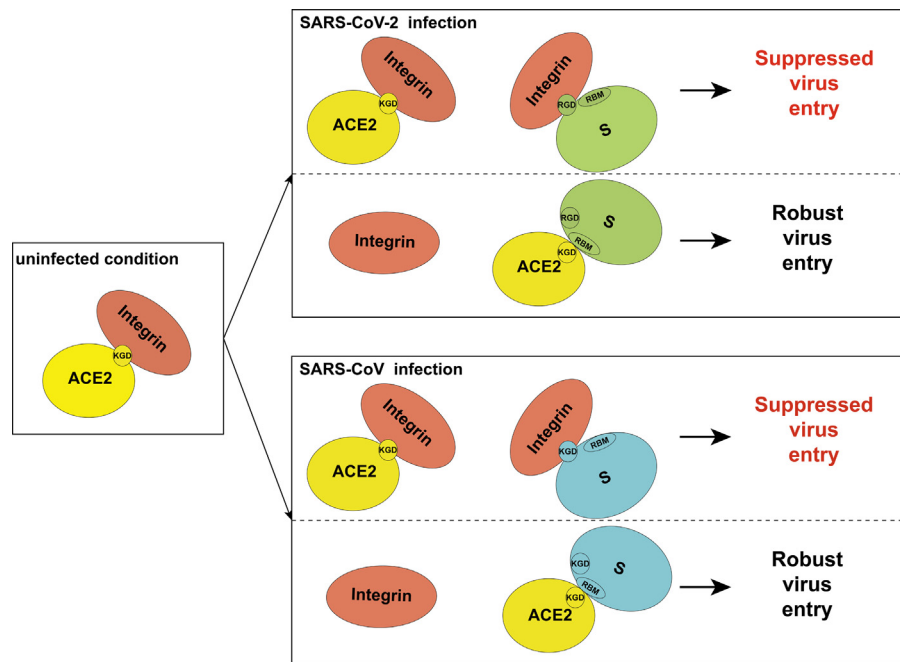 SARS-CoV-2 infection
Integrin
KGD
ACE2
Integrin
RGD
RBM
S
Suppressed
virus
entry
Integrin
RGD
S
RBM
KGD
ACE2
Robust
virus
entry
uninfected condition
Integrin
KGD
ACE2
SARS-CoV infection
Integrin
KGD
ACE2
Integrin
KGD
RBM
S
Suppressed
virus
entry
Integrin
KGD
S
RBM
KGD
ACE2
Robust
virus
entry